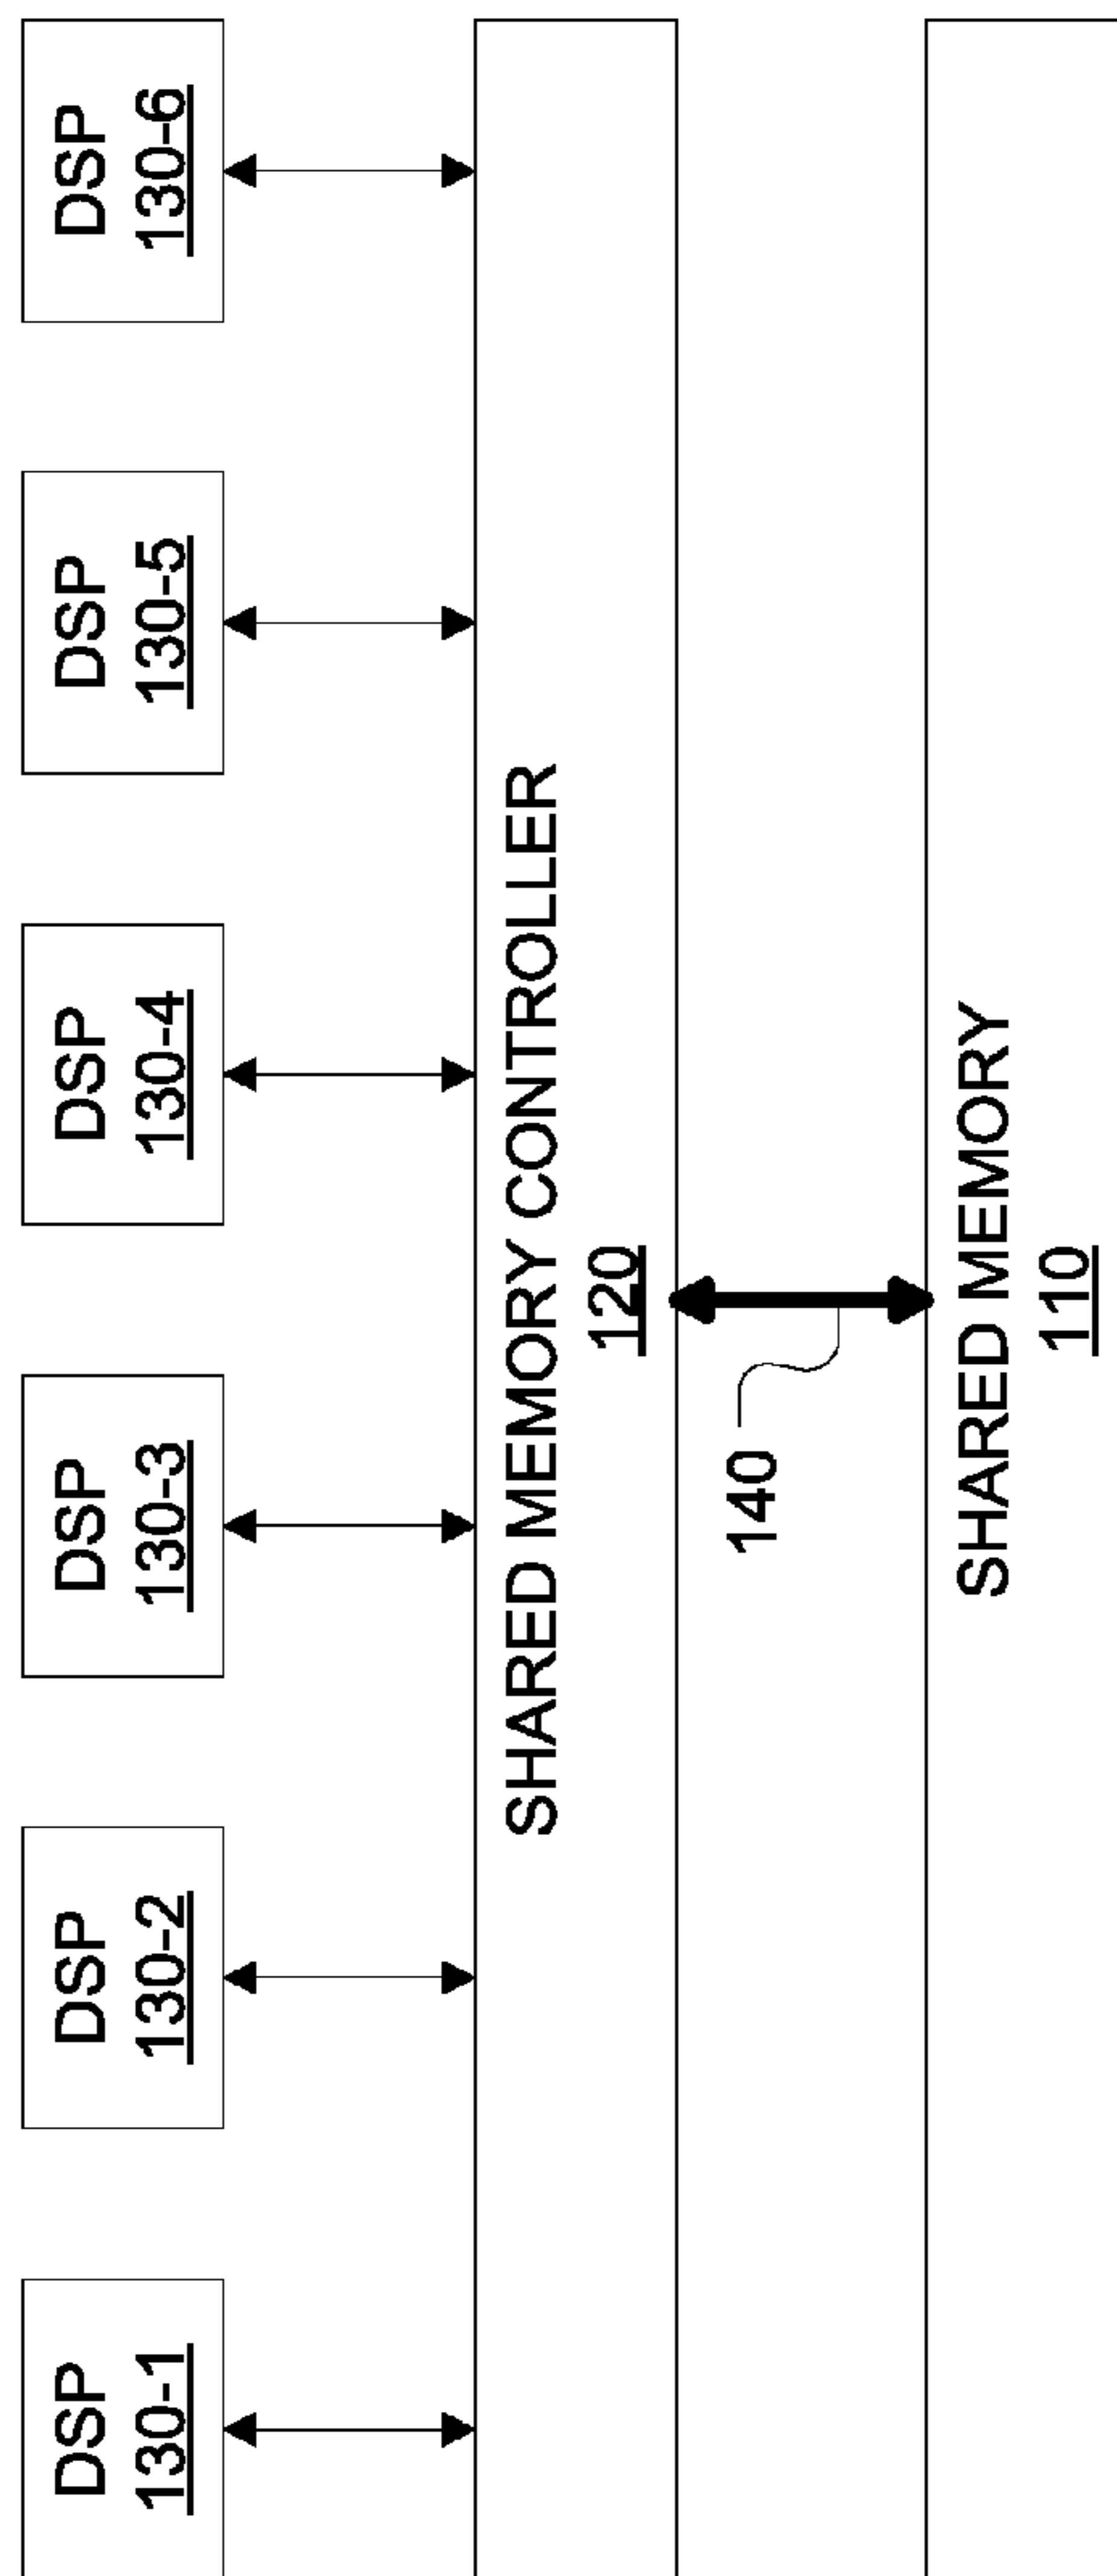 DSP
130-1
DSP
130-2
DSP
130-3
DSP
130-4
DSP
130-5
DSP
130-6
SHARED MEMORY CONTROLLER
120
140
SHARED MEMORY
110